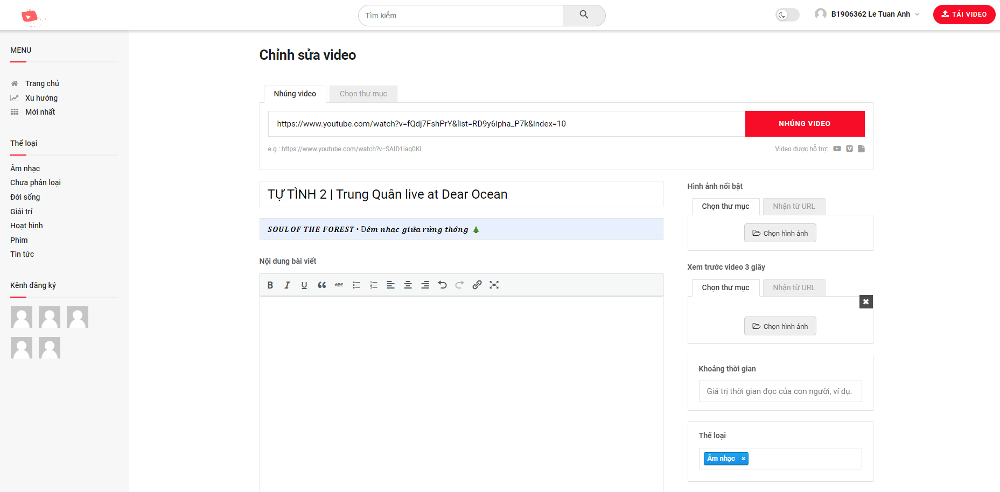 Tìm kiếm
B1906362 Le Tuan Anh
TẢI VIDEO
MENU
Trang chủ
Xu hướng
Mới nhất
Thể loại
Âm nhạc
Chưa phân loại
Đời sống
Giải trí
Hoạt hình
Phim
Tin tức
Kênh đăng ký
Chỉnh sửa video
Nhúng video
Chọn thư mục
https://www.youtube.com/watch?v=fQdj7FshPrY&list=RD9y6ipha_P7k&index=10
NHÚNG VIDEO
e.g.: https://www.youtube.com/watch?v=SAID1iaq0KI
Video được hỗ trợ:
TỰ TÌNH 2 | Trung Quân live at Dear Ocean
SOUL OF THE FOREST • Đêm nhạc giữa rừng thông 🌲
Nội dung bài viết
B I U ABC
Hình ảnh nổi bật
Chọn thư mục
Nhận từ URL
Chọn hình ảnh
Xem trước video 3 giây
Chọn thư mục
Nhận từ URL
Chọn hình ảnh
Khoảng thời gian
Giá trị thời gian đọc của con người, ví dụ.
Thể loại
Âm nhạc ×